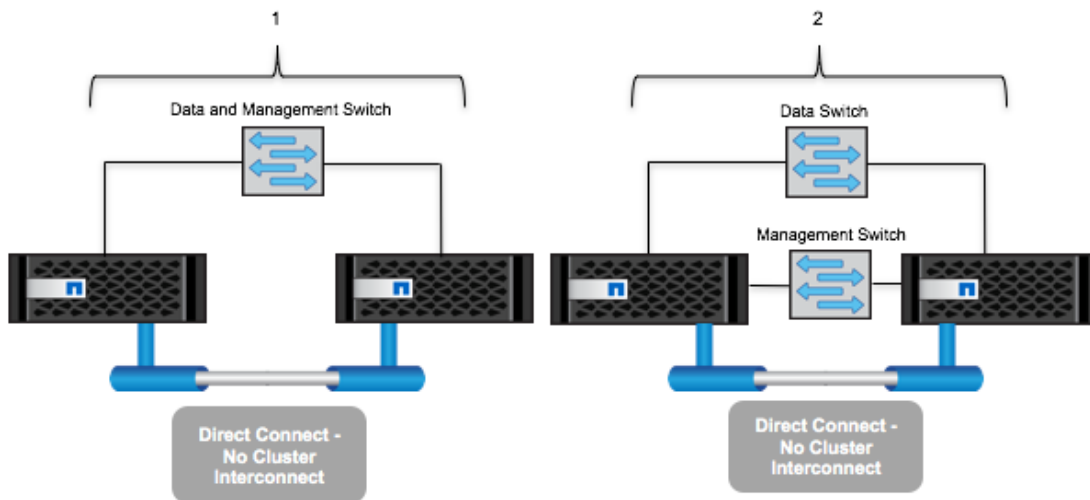 1
2
Data and Management Switch
Data Switch
Management Switch
Direct Connect -
No Cluster
Interconnect
Direct Connect -
No Cluster
Interconnect